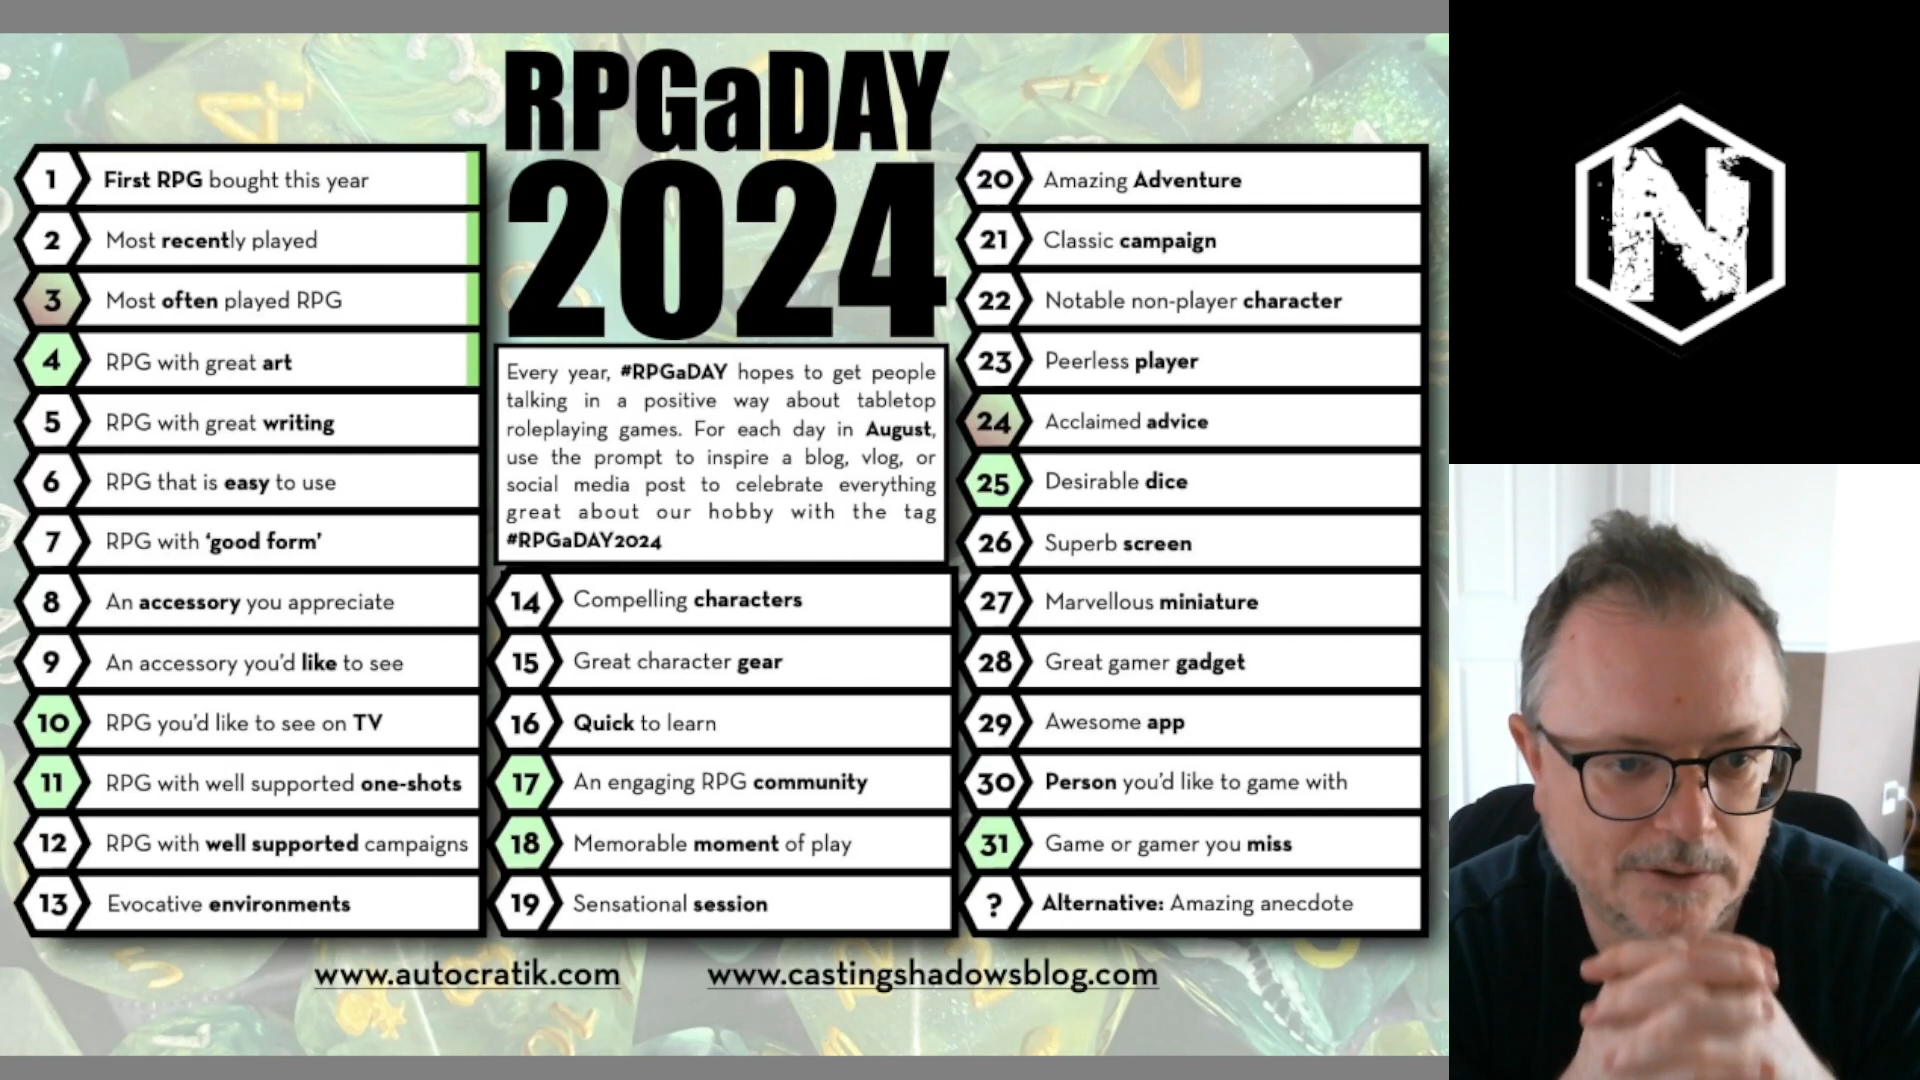 RPGaDAY
2024
1 First RPG bought this year
2 Most recently played
3 Most often played RPG
4 RPG with great art
5 RPG with great writing
6 RPG that is easy to use
7 RPG with ‘good form’
8 An accessory you appreciate
9 An accessory you’d like to see
10 RPG you’d like to see on TV
11 RPG with well supported one-shots
12 RPG with well supported campaigns
13 Evocative environments
Every year, #RPGaDAY hopes to get people
talking in a positive way about tabletop
roleplaying games. For each day in August,
use the prompt to inspire a blog, vlog, or
social media post to celebrate everything
great about our hobby with the tag
#RPGaDAY2024
14 Compelling characters
15 Great character gear
16 Quick to learn
17 An engaging RPG community
18 Memorable moment of play
19 Sensational session
20 Amazing Adventure
21 Classic campaign
22 Notable non-player character
23 Peerless player
24 Acclaimed advice
25 Desirable dice
26 Superb screen
27 Marvellous miniature
28 Great gamer gadget
29 Awesome app
30 Person you’d like to game with
31 Game or gamer you miss
? Alternative: Amazing anecdote
www.autocratik.com
www.castingshadowsblog.com
N